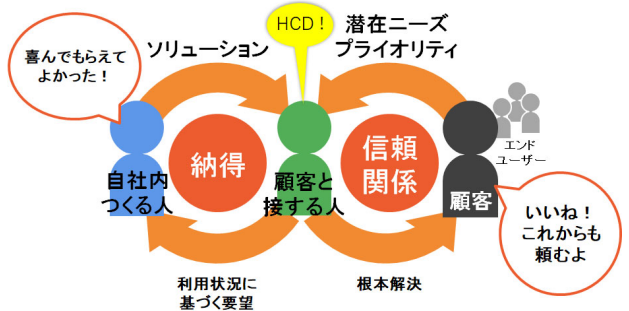 HCD！
ソリューション
潜在ニーズ
プライオリティ
喜んでもらえて
よかった！
納得
信頼
関係
エンド
ユーザー
自社内
つくる人
顧客と
接する人
顧客
いいね！
これからも
頼むよ
利用状況に
基づく要望
根本解決